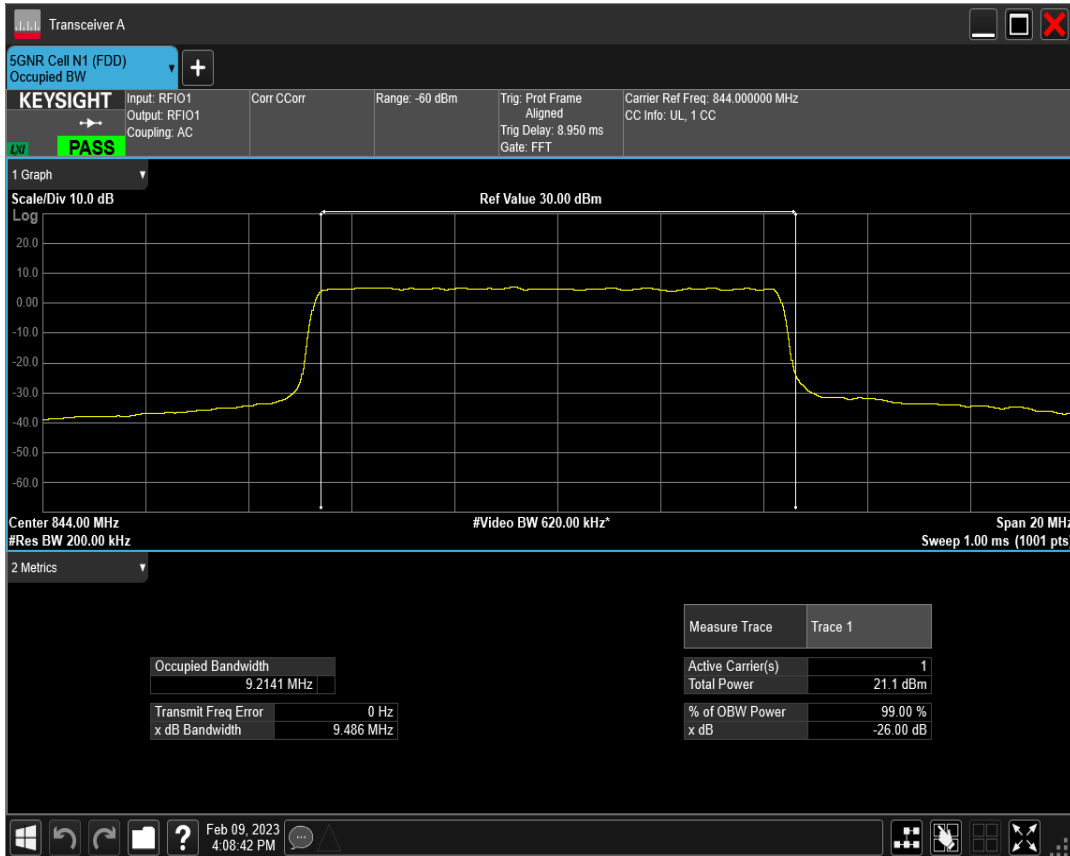 Transceiver A
5GNR Cell N1 (FDD)
Occupied BW
+
KEYSIGHT
LXI
PASS
Input: RFIO1
Output: RFIO1
Coupling: AC
Corr CCorr
Range: -60 dBm
Trig: Prot Frame
Aligned
Trig Delay: 8.950 ms
Gate: FFT
Carrier Ref Freq: 844.000000 MHz
CC Info: UL, 1 CC
1 Graph
Scale/Div 10.0 dB
Ref Value 30.00 dBm
Log
20.0
10.0
0.00
-10.0
-20.0
-30.0
-40.0
-50.0
-60.0
Center 844.00 MHz
#Video BW 620.00 kHz*
Span 20 MHz
#Res BW 200.00 kHz
Sweep 1.00 ms (1001 pts)
2 Metrics
Measure Trace Trace 1
Occupied Bandwidth
9.2141 MHz
Active Carrier(s) 1
Total Power 21.1 dBm
Transmit Freq Error 0 Hz
x dB Bandwidth 9.486 MHz
% of OBW Power 99.00 %
x dB -26.00 dB
?
Feb 09, 2023
4:08:42 PM